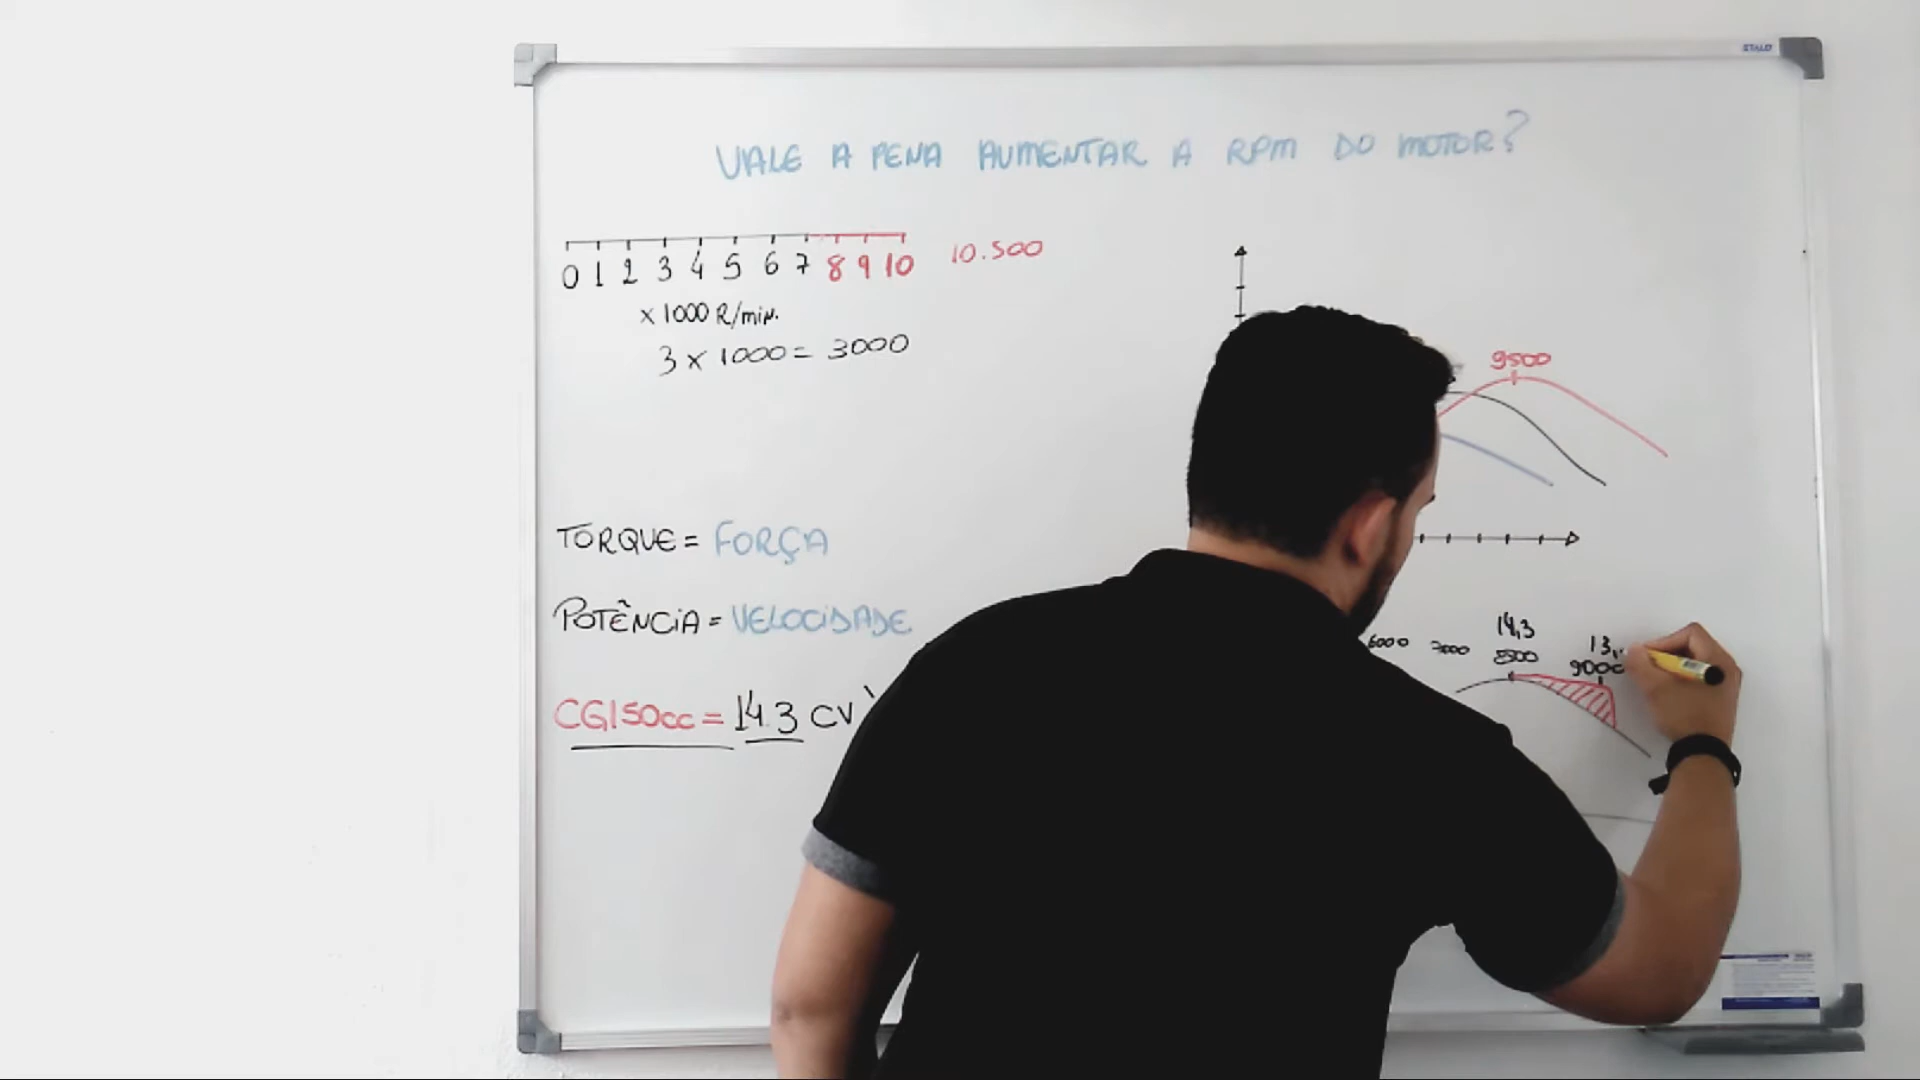 STALO
VALE A PENA AUMENTAR A RPM DO MOTOR?
0 1 2 3 4 5 6 7 8 9 10
10.500
x 1000 R/min.
3 x 1000 = 3000
9500
TORQUE = FORÇA
POTÊNCIA = VELOCIDADE
CG150cc = 14.3 CV
14,3
13,
6000 7000 8500 9000